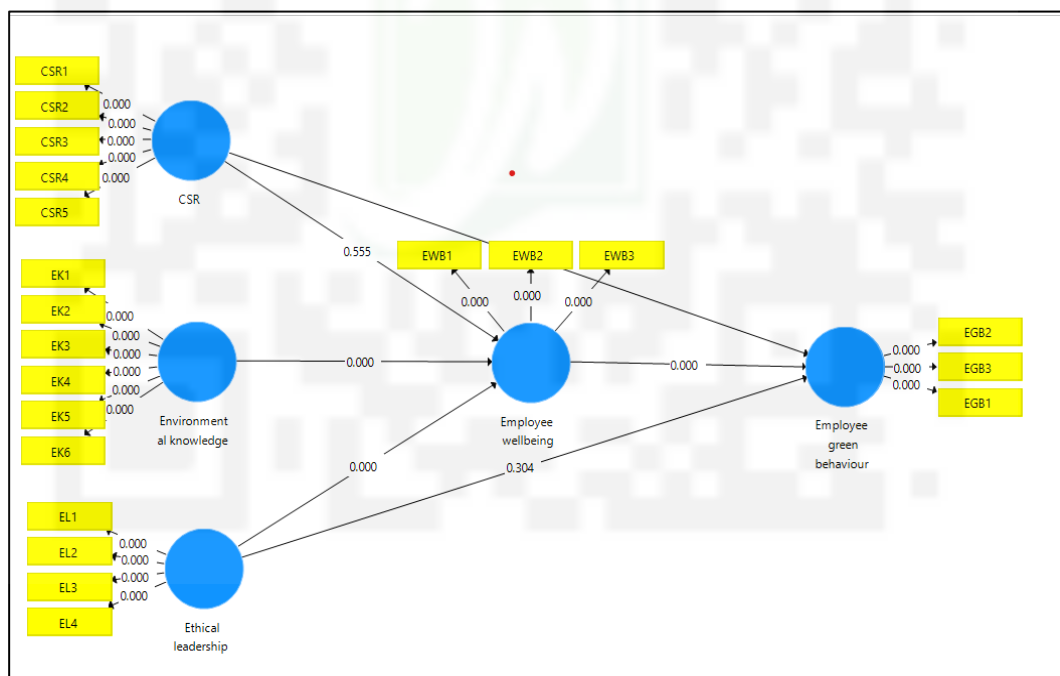 CSR1
CSR2
CSR3
CSR4
CSR5
0.000
0.000
0.000
0.000
0.000
CSR
0.555
EWB1
EWB2
EWB3
0.000
0.000
0.000
EK1
EK2
EK3
EK4
EK5
EK6
0.000
0.000
0.000
0.000
0.000
Environment
al knowledge
0.000
Employee
wellbeing
0.000
EGB2
EGB3
EGB1
0.000
0.000
0.000
Employee
green
behaviour
0.000
0.304
EL1
EL2
EL3
EL4
0.000
0.000
0.000
0.000
Ethical
leadership